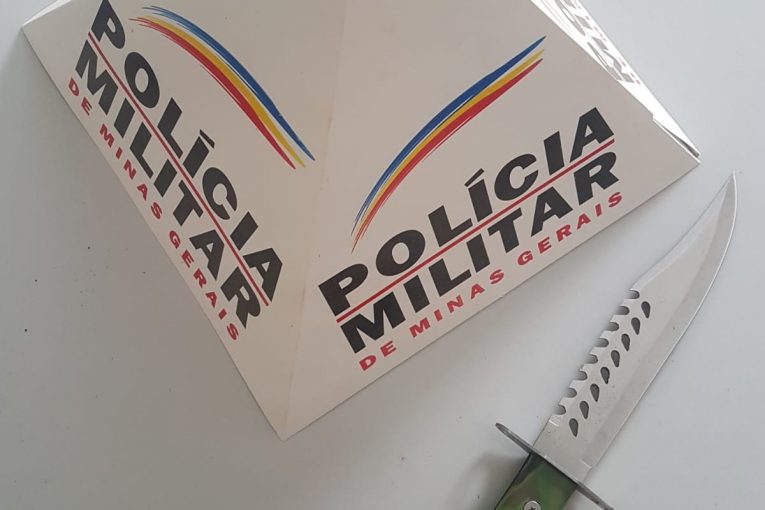 POLÍCIA
MILITAR
DE MINAS GERAIS
POLÍCIA
MILITAR
DE MINAS GERAIS